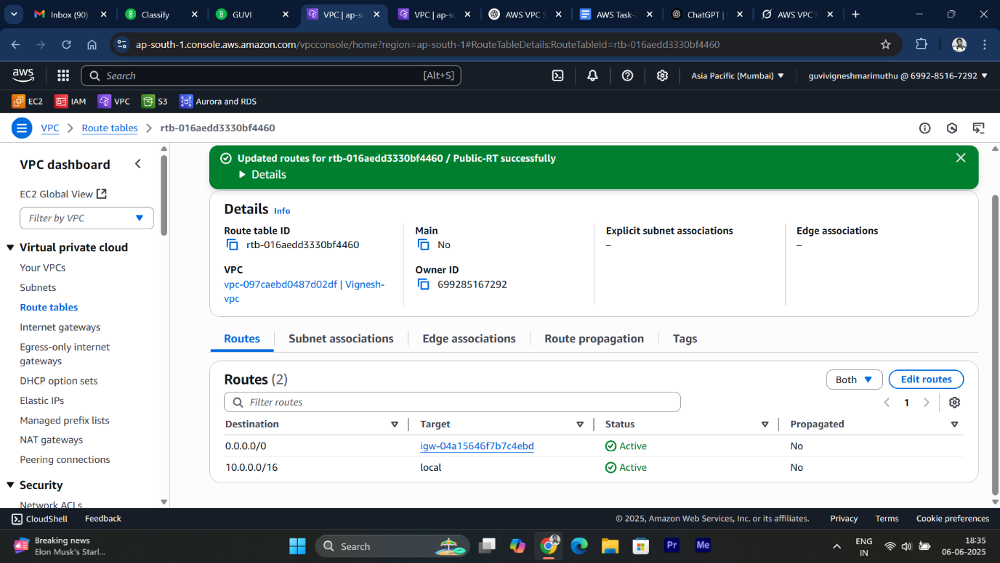 Inbox (90)
Classify
GUVI
VPC | ap-so
VPC | ap-so
AWS VPC S
AWS Task-
ChatGPT |
AWS VPC S
ap-south-1.console.aws.amazon.com/vpcconsole/home?region=ap-south-1#RouteTableDetails:RouteTableId=rtb-016aedd3330bf4460
aws
Search
[Alt+S]
Asia Pacific (Mumbai)
guvivigneshmarimuthu @ 6992-8516-7292
EC2
IAM
VPC
S3
Aurora and RDS
VPC
Route tables
rtb-016aedd3330bf4460
VPC dashboard
EC2 Global View
Filter by VPC
Virtual private cloud
Your VPCs
Subnets
Route tables
Internet gateways
Egress-only internet
gateways
DHCP option sets
Elastic IPs
Managed prefix lists
NAT gateways
Peering connections
Security
Network ACLs
Updated routes for rtb-016aedd3330bf4460 / Public-RT successfully
Details
Details Info
Route table ID
rtb-016aedd3330bf4460
VPC
vpc-097caebd0487d02df | Vignesh-
vpc
Main
No
Owner ID
699285167292
Explicit subnet associations
–
Edge associations
–
Routes
Subnet associations
Edge associations
Route propagation
Tags
Routes (2)
Both
Edit routes
Filter routes
1
Destination
Target
Status
Propagated
0.0.0.0/0
igw-04a15646f7b7c4ebd
Active
No
10.0.0.0/16
local
Active
No
CloudShell
Feedback
© 2025, Amazon Web Services, Inc. or its affiliates.
Privacy
Terms
Cookie preferences
Breaking news
Elon Musk's Starl...
Search
Pr
Me
ENG
IN
18:35
06-06-2025